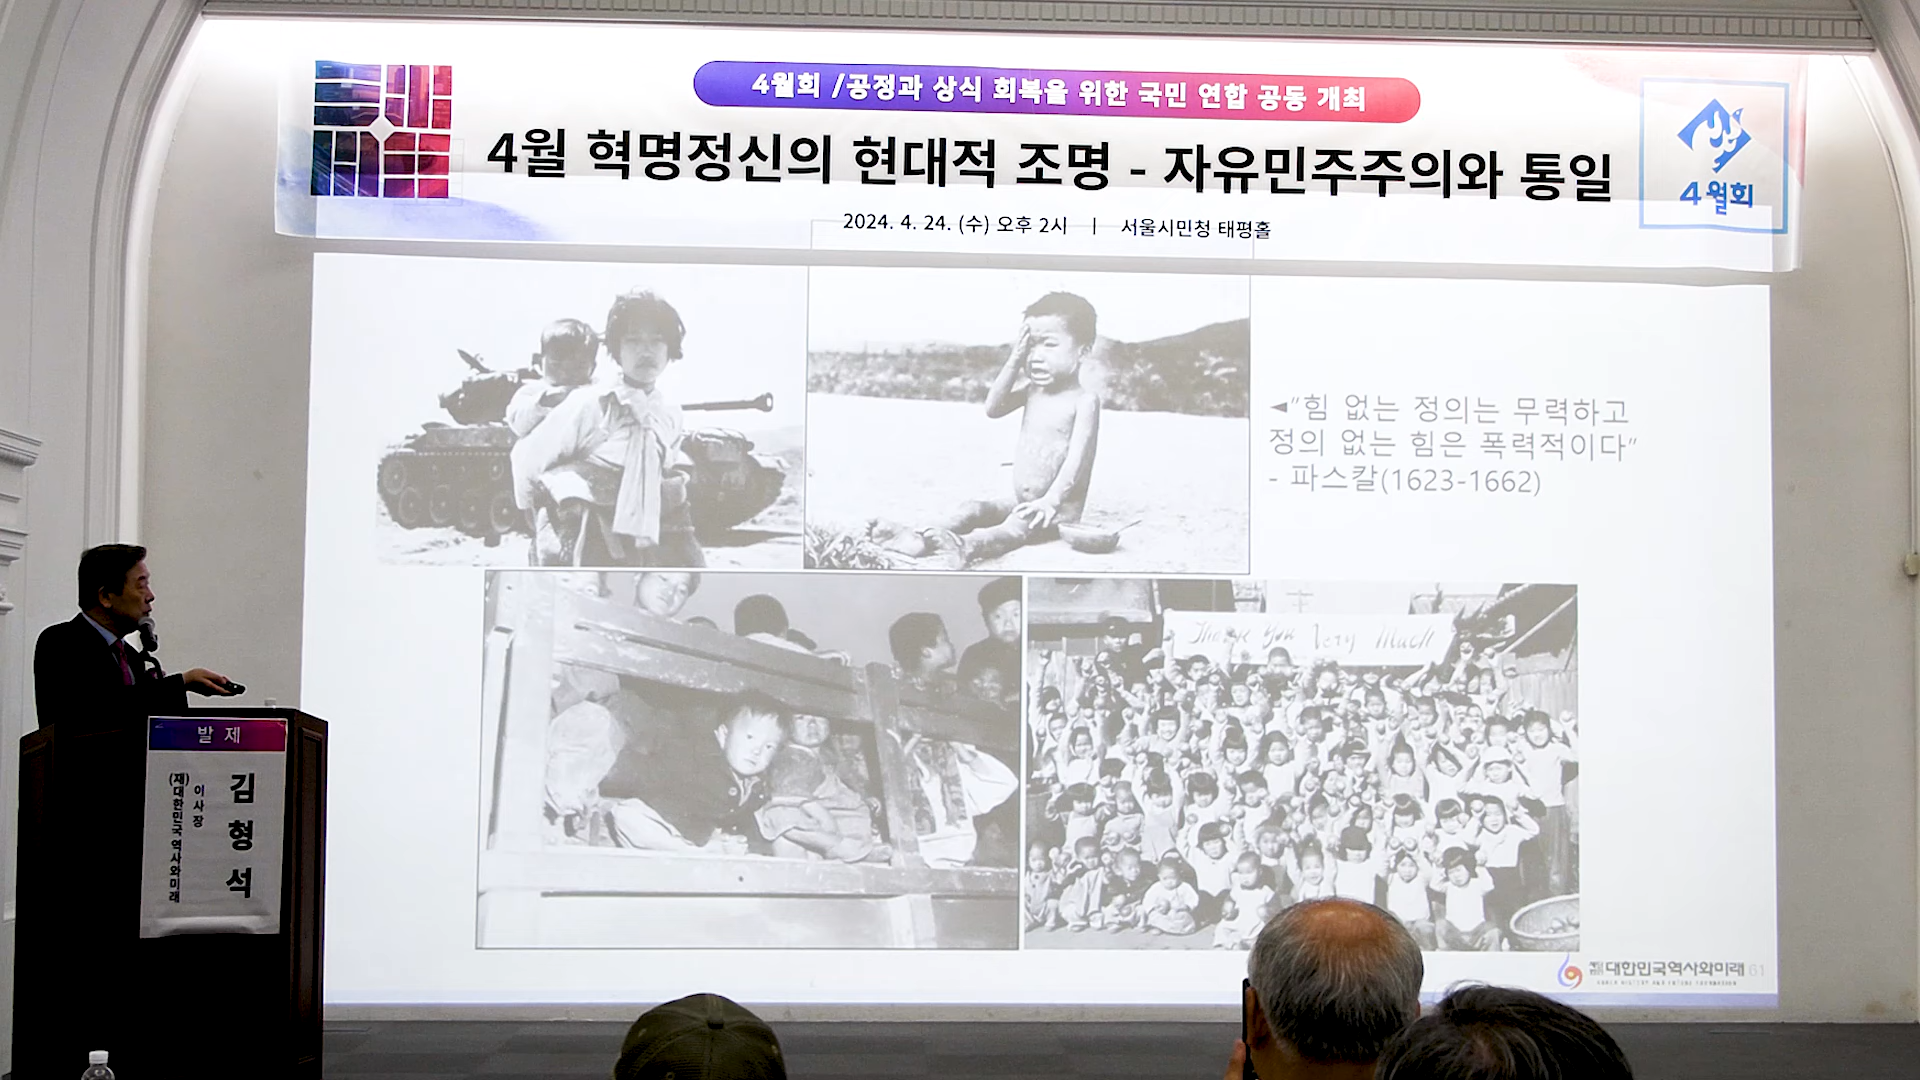 4월회 /공정과 상식 회복을 위한 국민 연합 공동 개최
4월 혁명정신의 현대적 조명 - 자유민주주의와 통일
2024. 4. 24. (수) 오후 2시 | 서울시민청 태평홀
4월회
◄"힘 없는 정의는 무력하고
정의 없는 힘은 폭력적이다"
- 파스칼(1623-1662)
Thank You Very Much
발 제
김형석
이사장
(재)대한민국 역사와미래
대한민국역사와미래 61